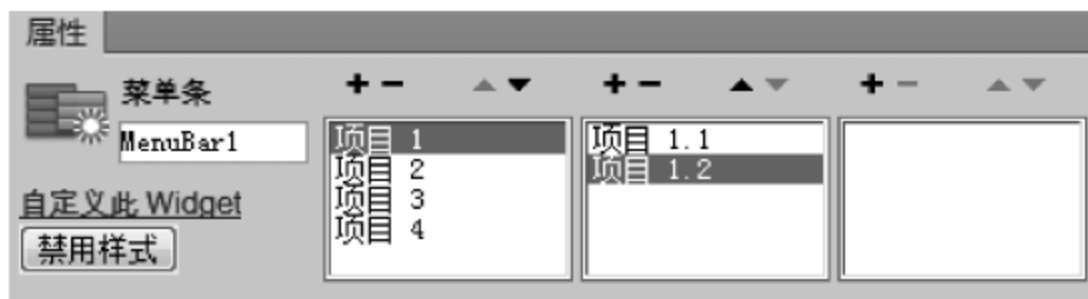 属性
菜单条
MenuBar1
自定义此 Widget
禁用样式
项目 1
项目 2
项目 3
项目 4
项目 1.1
项目 1.2